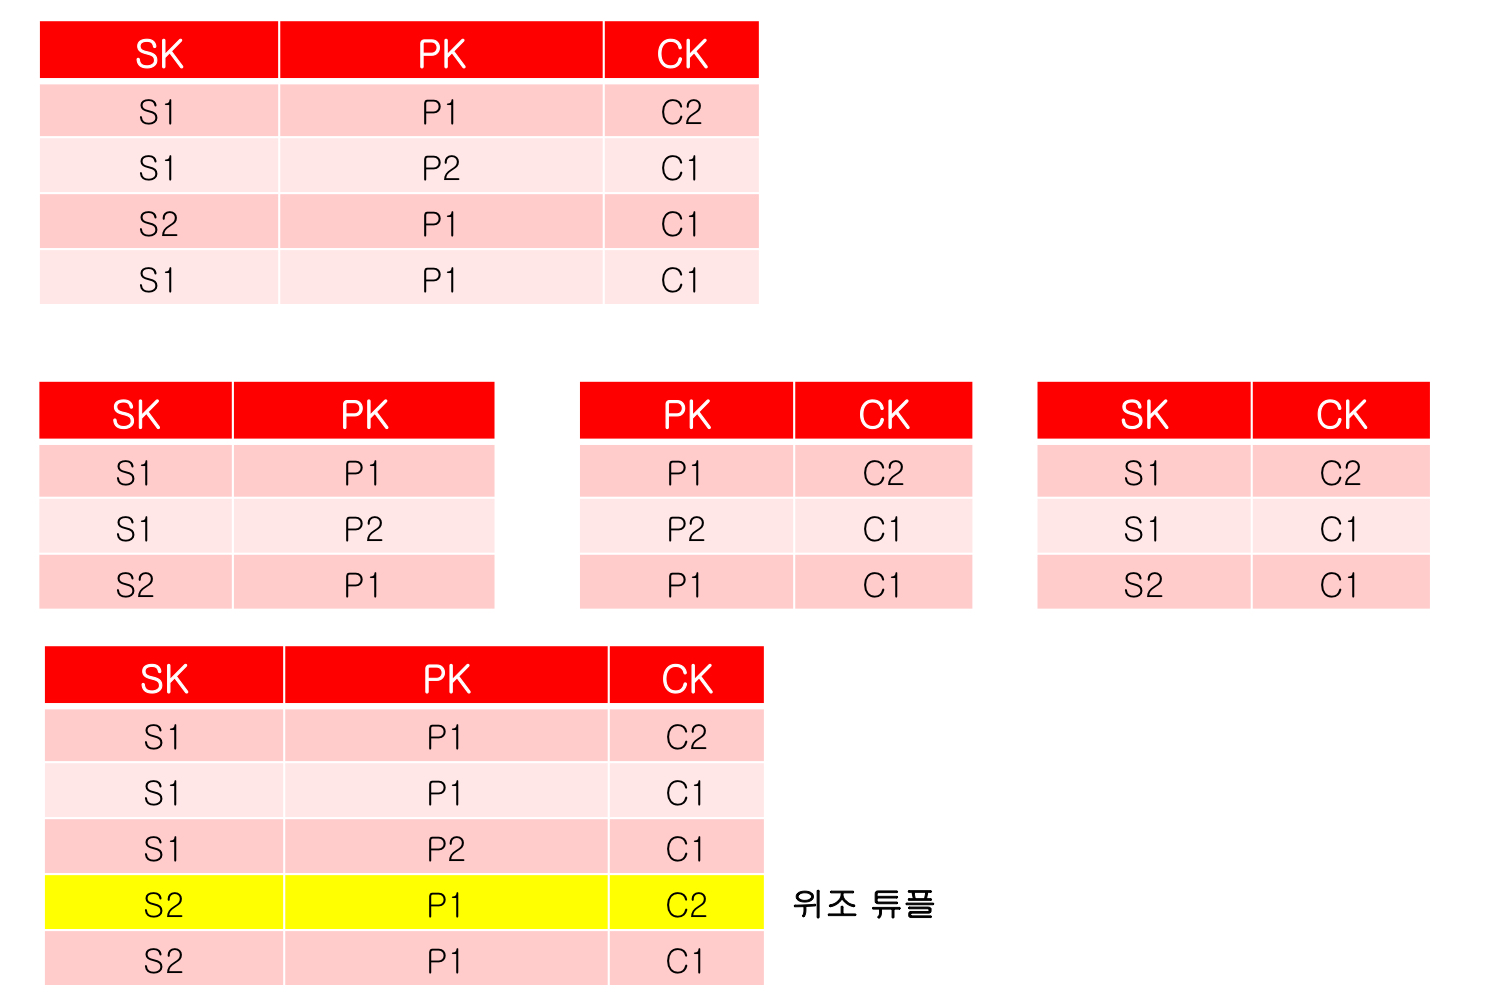 SK PK CK
S1 P1 C2
S1 P2 C1
S2 P1 C1
S1 P1 C1
SK PK PK CK SK CK
S1 P1 P1 C2 S1 C2
S1 P2 P2 C1 S1 C1
S2 P1 P1 C1 S2 C1
SK PK CK
S1 P1 C2
S1 P1 C1
S1 P2 C1
S2 P1 C2 위조 튜플
S2 P1 C1